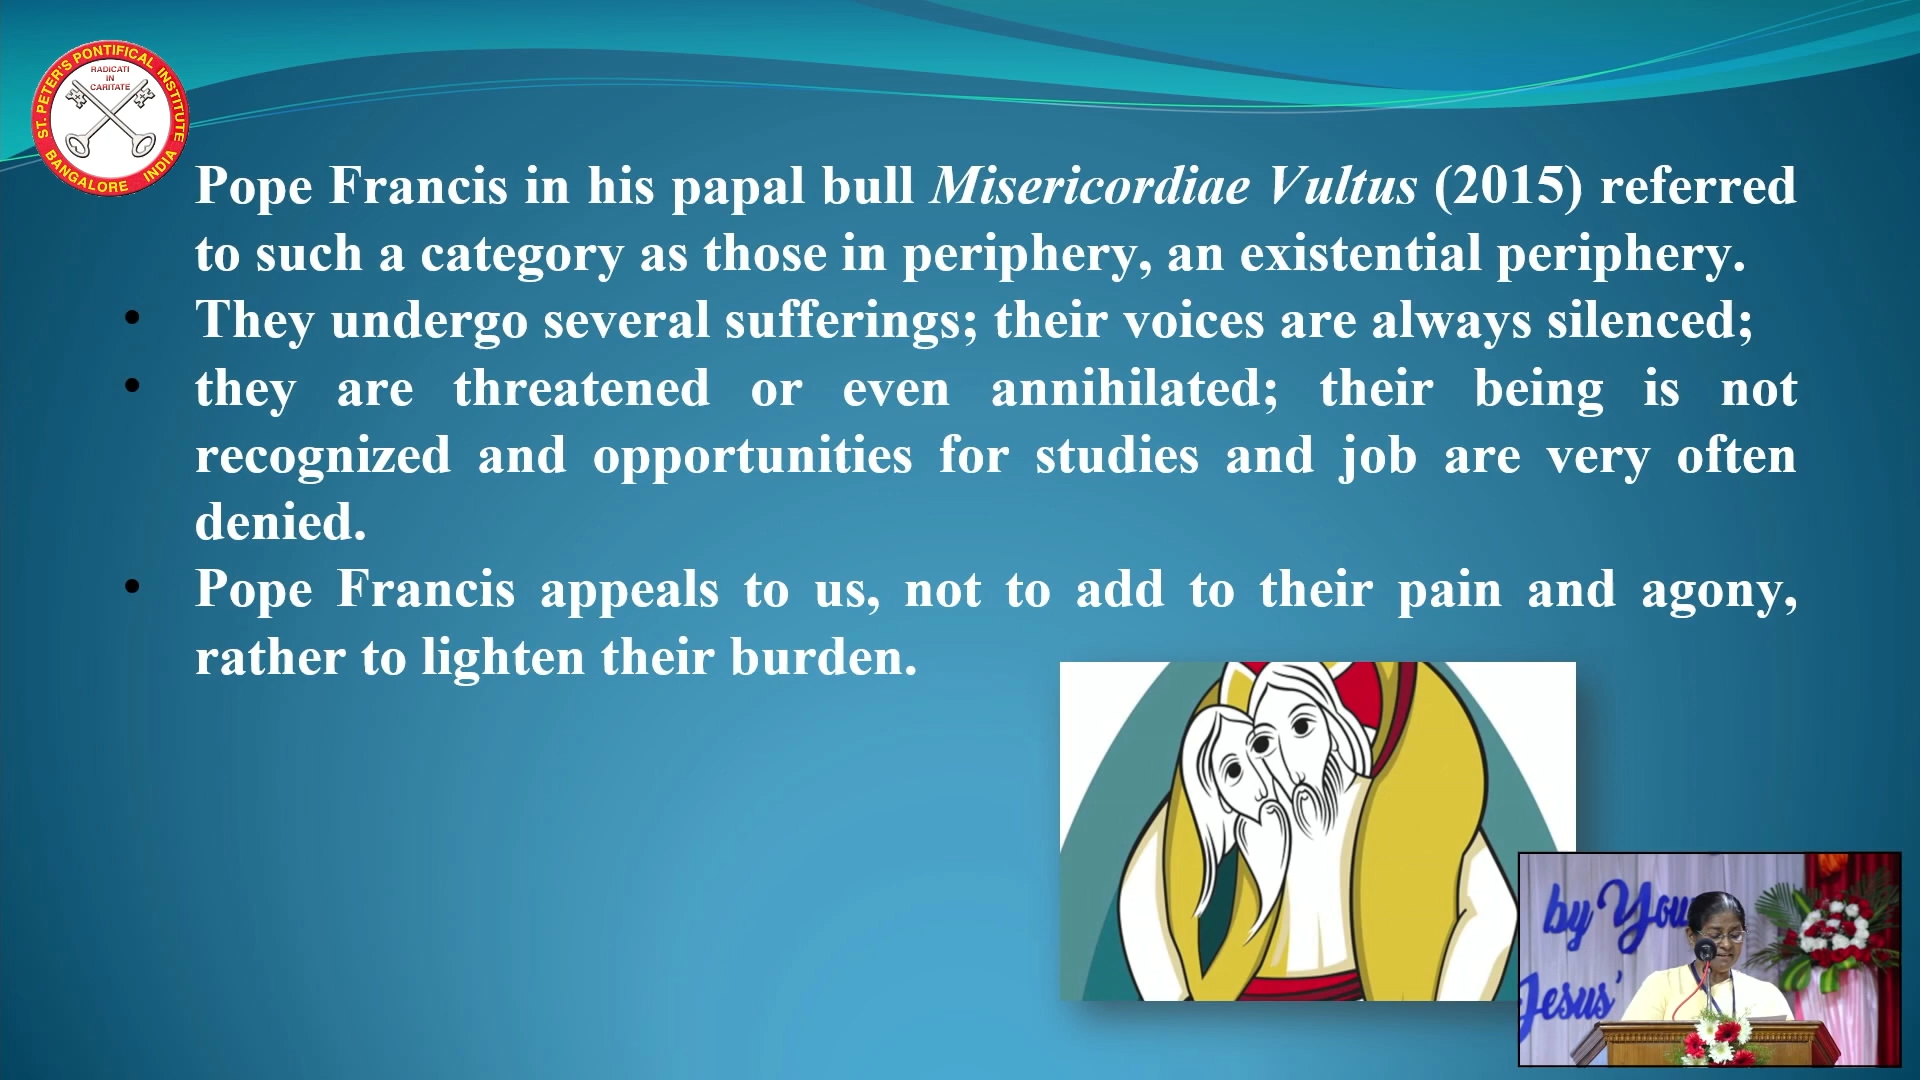 ST. PETER'S PONTIFICAL INSTITUTE
RADICATI
IN
CARITATE
BANGALORE INDIA
Pope Francis in his papal bull Misericordiae Vultus (2015) referred
to such a category as those in periphery, an existential periphery.
• They undergo several sufferings; their voices are always silenced;
• they are threatened or even annihilated; their being is not
recognized and opportunities for studies and job are very often
denied.
• Pope Francis appeals to us, not to add to their pain and agony,
rather to lighten their burden.
by You
Jesus'